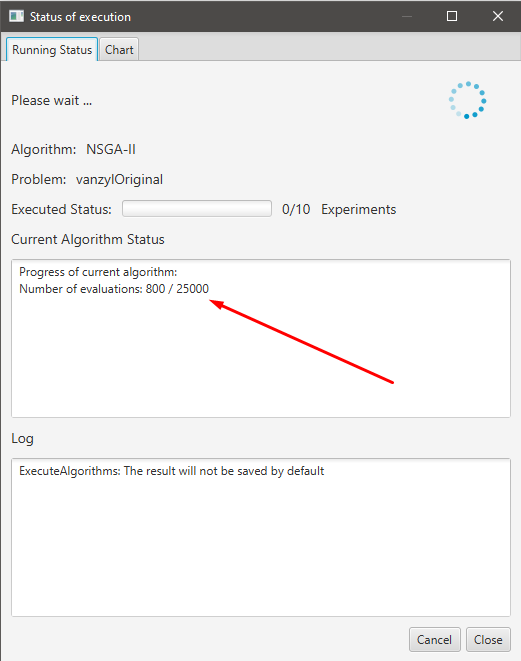 Status of execution
Running Status Chart
Please wait ...
Algorithm: NSGA-II
Problem: vanzylOriginal
Executed Status: 0/10 Experiments
Current Algorithm Status
Progress of current algorithm:
Number of evaluations: 800 / 25000
Log
ExecuteAlgorithms: The result will not be saved by default
Cancel Close